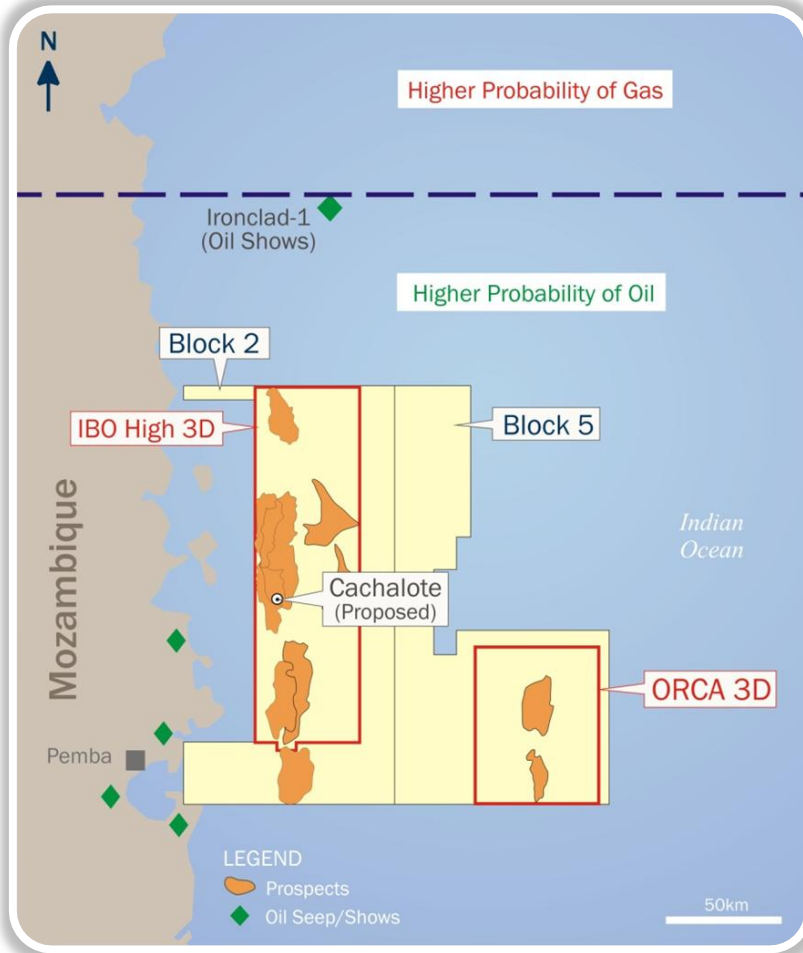 N
Higher Probability of Gas
Ironclad-1
(Oil Shows)
Higher Probability of Oil
Block 2
IBO High 3D
Block 5
Mozambique
Indian
Ocean
Cachalote
(Proposed)
ORCA 3D
Pemba
LEGEND
Prospects
Oil Seep/Shows
50km